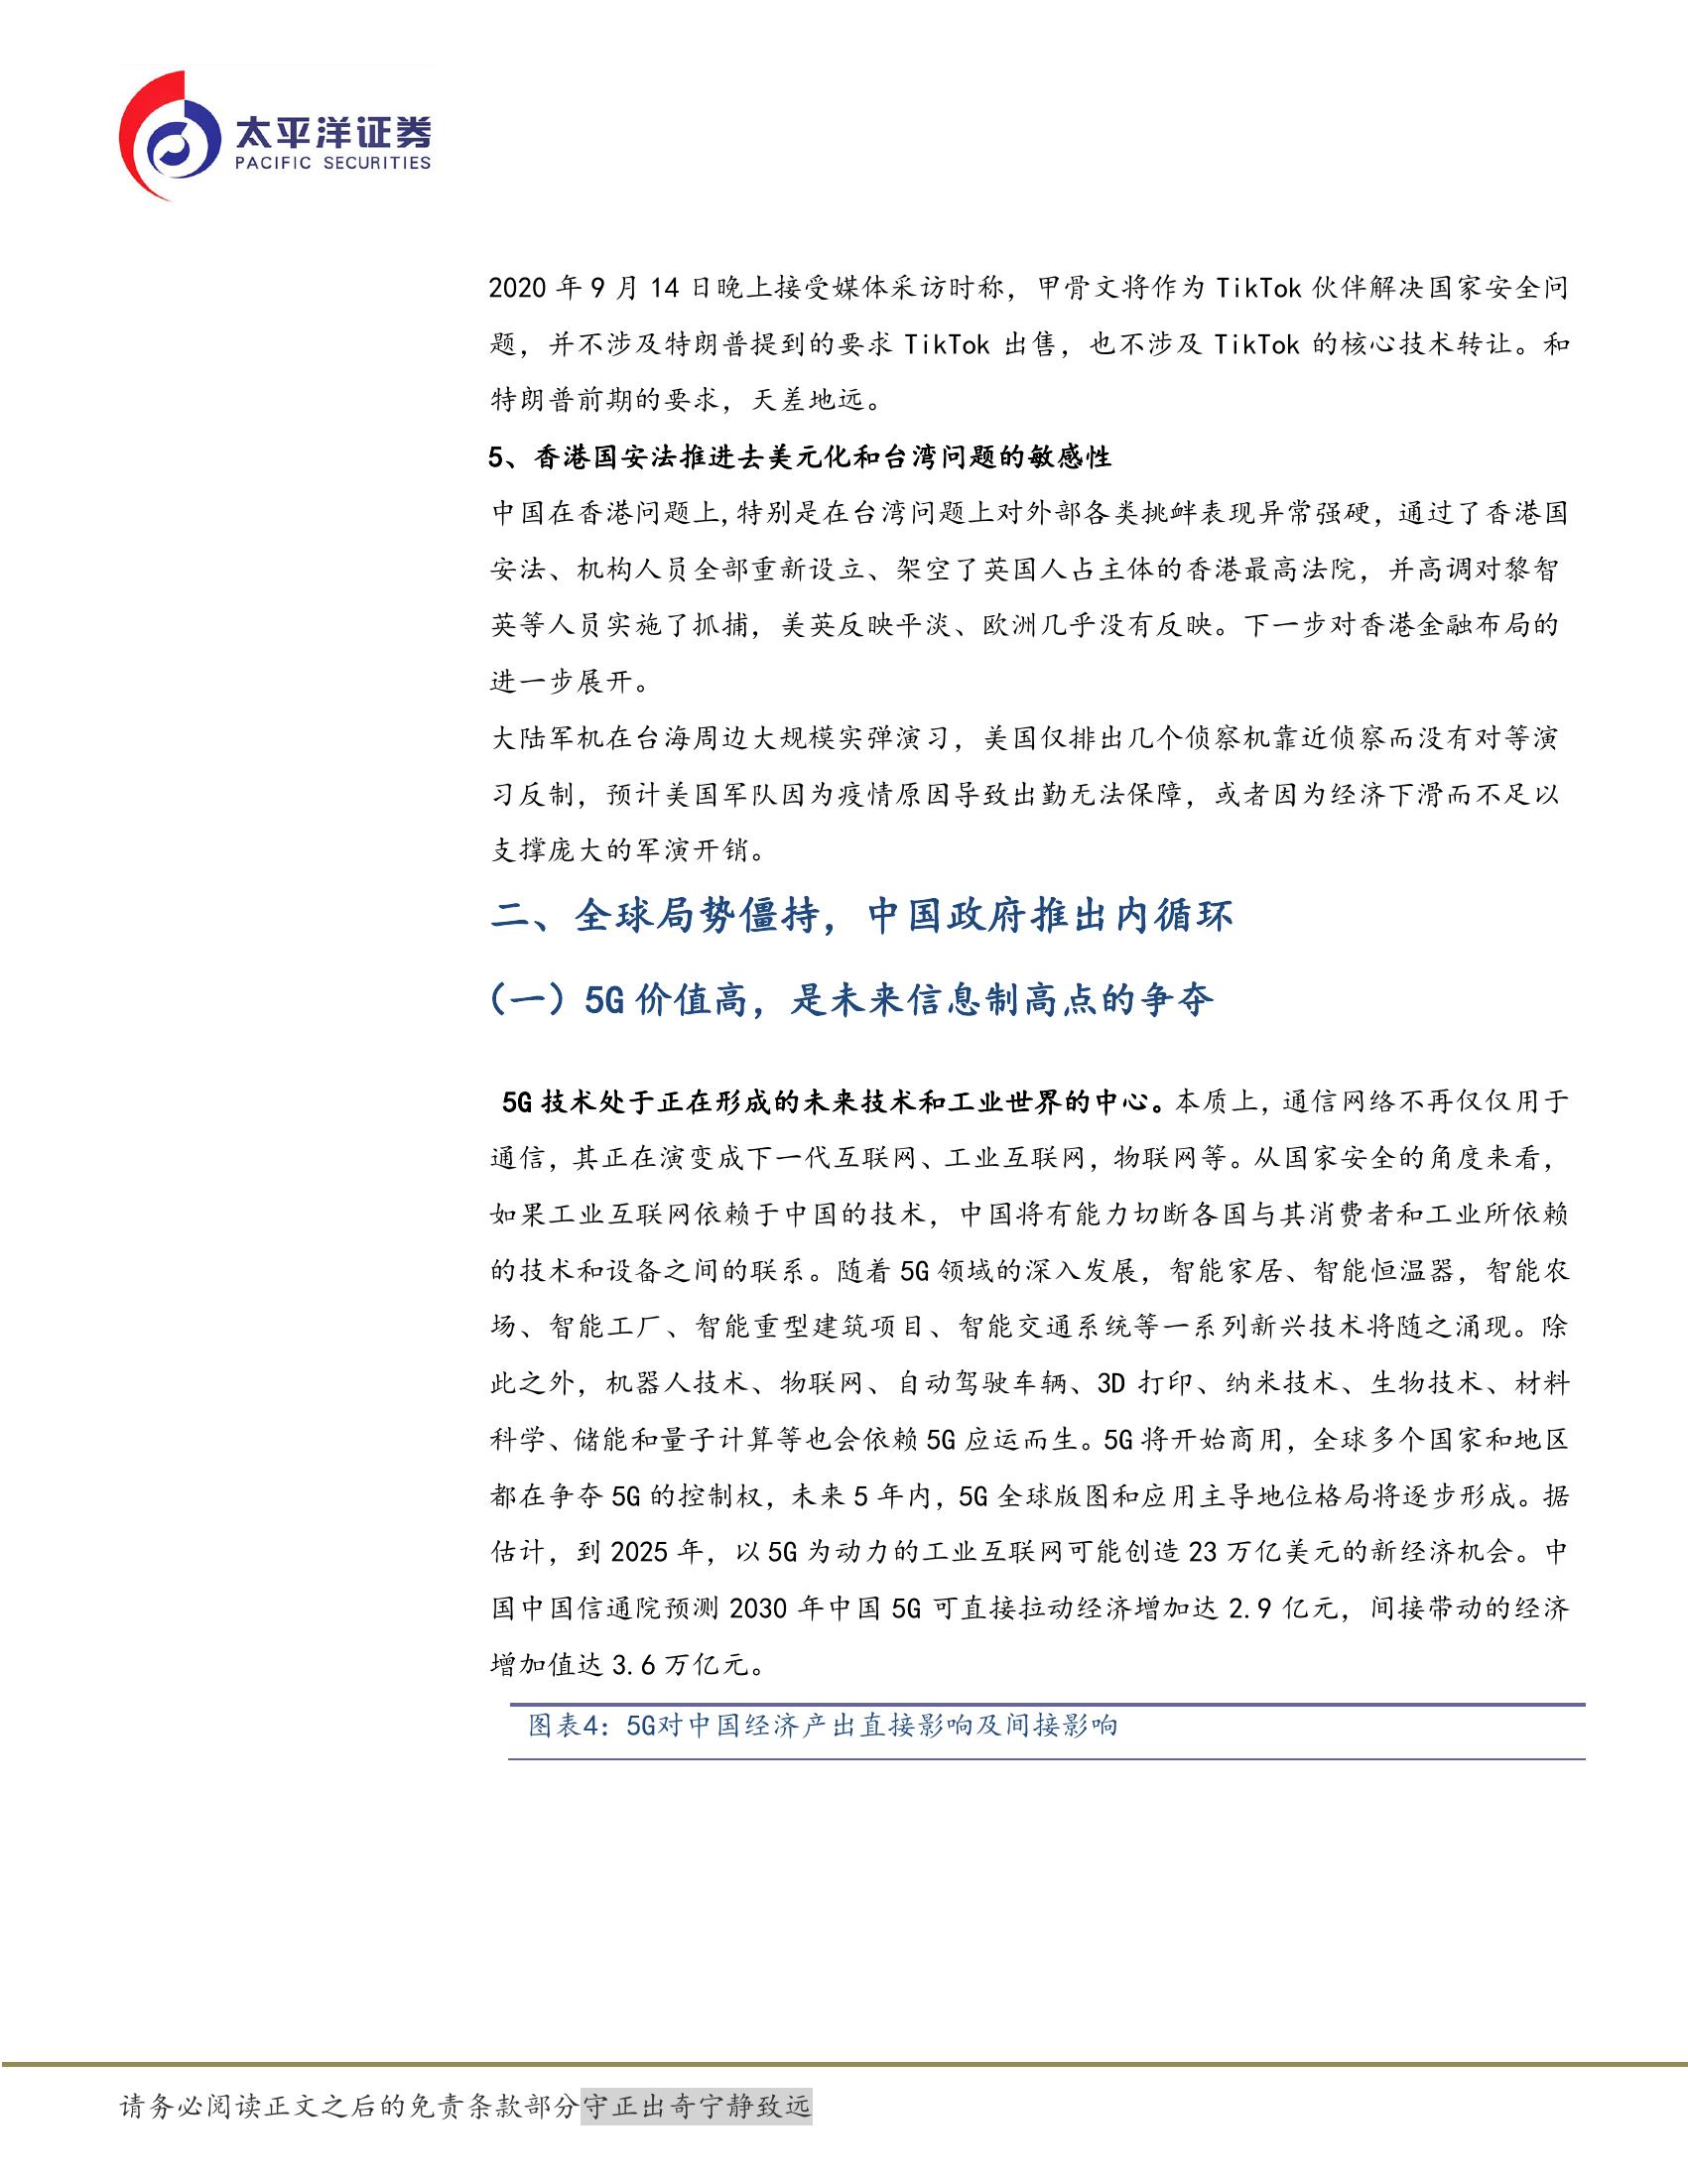 太平洋证券
PACIFIC SECURITIES
2020 年 9 月 14 日晚上接受媒体采访时称，甲骨文将作为 TikTok 伙伴解决国家安全问
题，并不涉及特朗普提到的要求 TikTok 出售，也不涉及 TikTok 的核心技术转让。和
特朗普前期的要求，天差地远。
5、香港国安法推进去美元化和台湾问题的敏感性
中国在香港问题上,特别是在台湾问题上对外部各类挑衅表现异常强硬，通过了香港国
安法、机构人员全部重新设立、架空了英国人占主体的香港最高法院，并高调对黎智
英等人员实施了抓捕，美英反映平淡、欧洲几乎没有反映。下一步对香港金融布局的
进一步展开。
大陆军机在台海周边大规模实弹演习，美国仅排出几个侦察机靠近侦察而没有对等演
习反制，预计美国军队因为疫情原因导致出勤无法保障，或者因为经济下滑而不足以
支撑庞大的军演开销。
二、全球局势僵持，中国政府推出内循环
（一）5G 价值高，是未来信息制高点的争夺
5G 技术处于正在形成的未来技术和工业世界的中心。本质上，通信网络不再仅仅用于
通信，其正在演变成下一代互联网、工业互联网，物联网等。从国家安全的角度来看，
如果工业互联网依赖于中国的技术，中国将有能力切断各国与其消费者和工业所依赖
的技术和设备之间的联系。随着 5G 领域的深入发展，智能家居、智能恒温器，智能农
场、智能工厂、智能重型建筑项目、智能交通系统等一系列新兴技术将随之涌现。除
此之外，机器人技术、物联网、自动驾驶车辆、3D 打印、纳米技术、生物技术、材料
科学、储能和量子计算等也会依赖 5G 应运而生。5G 将开始商用，全球多个国家和地区
都在争夺 5G 的控制权，未来 5 年内，5G 全球版图和应用主导地位格局将逐步形成。据
估计，到 2025 年，以 5G 为动力的工业互联网可能创造 23 万亿美元的新经济机会。中
国中国信通院预测 2030 年中国 5G 可直接拉动经济增加达 2.9 亿元，间接带动的经济
增加值达 3.6 万亿元。
图表4：5G对中国经济产出直接影响及间接影响
请务必阅读正文之后的免责条款部分守正出奇宁静致远